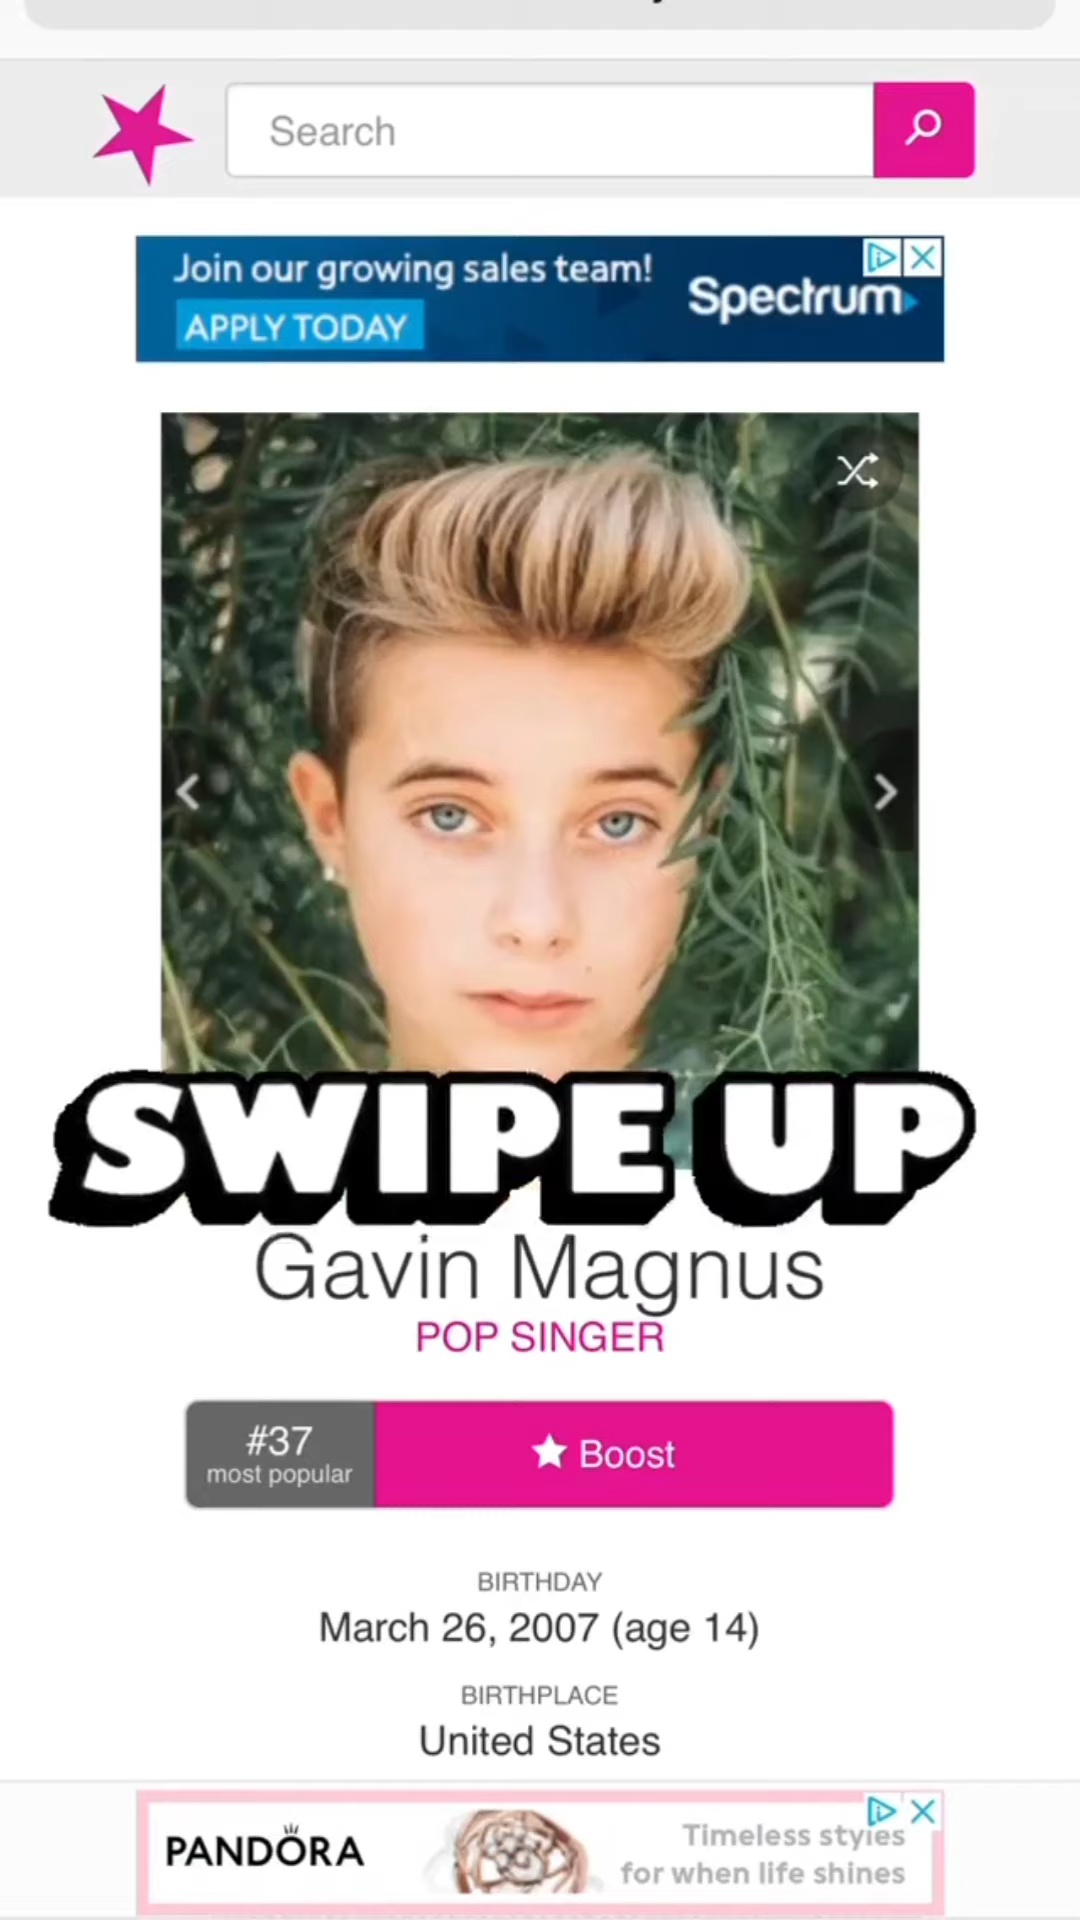 Search
Join our growing sales team!
APPLY TODAY
Spectrum
SWIPE UP
Gavin Magnus
POP SINGER
#37
most popular
Boost
BIRTHDAY
March 26, 2007 (age 14)
BIRTHPLACE
United States
PANDORA
Timeless styles
for when life shines